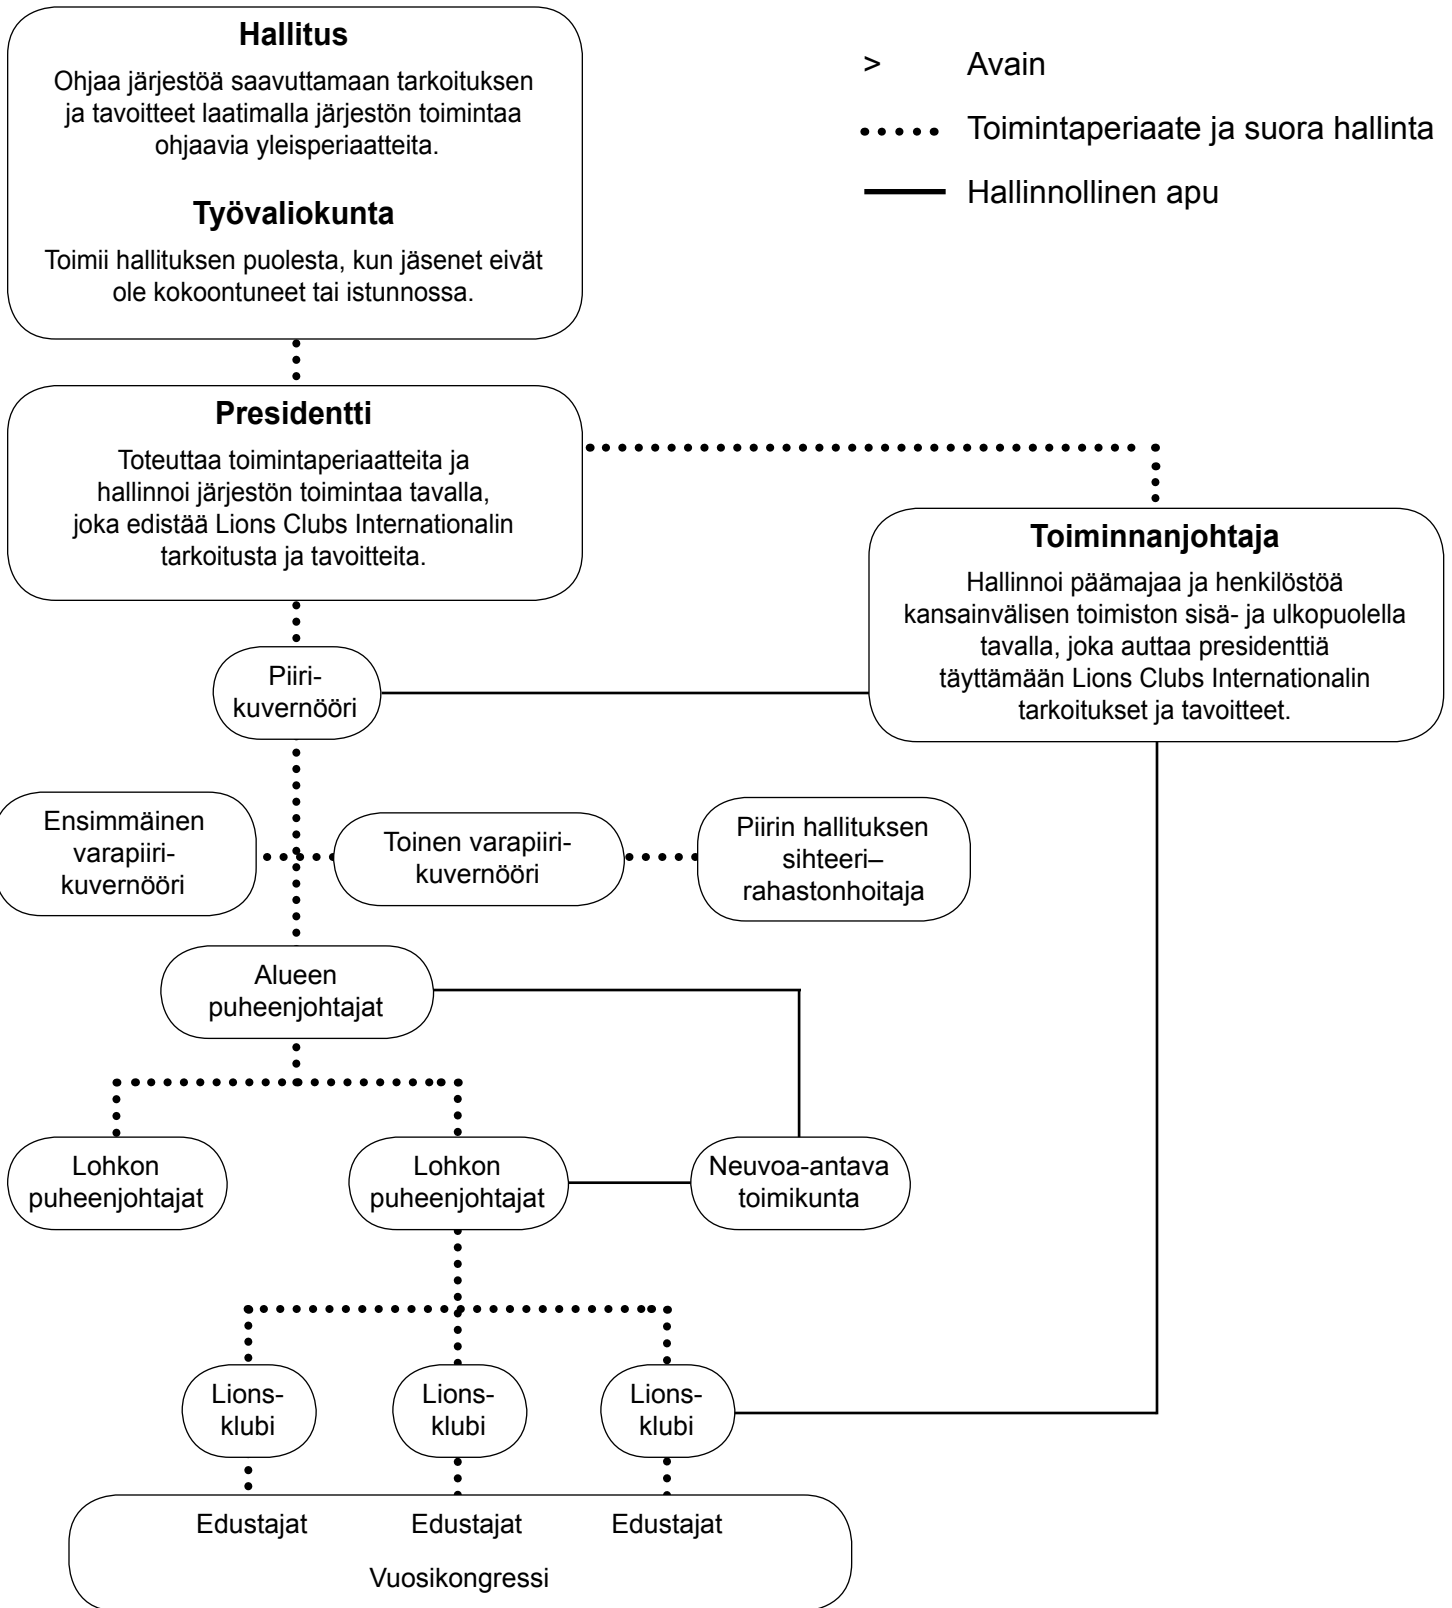 Hallitus
Ohjaa järjestöä saavuttamaan tarkoituksen
ja tavoitteet laatimalla järjestön toimintaa
ohjaavia yleisperiaatteita.
Työvaliokunta
Toimii hallituksen puolesta, kun jäsenet eivät
ole kokoontuneet tai istunnossa.
> Avain
Toimintaperiaate ja suora hallinta
Hallinnollinen apu
Presidentti
Toteuttaa toimintaperiaatteita ja
hallinnoi järjestön toimintaa tavalla,
joka edistää Lions Clubs Internationalin
tarkoitusta ja tavoitteita.
Toiminnanjohtaja
Hallinnoi päämajaa ja henkilöstöä
kansainvälisen toimiston sisä- ja ulkopuolella
tavalla, joka auttaa presidenttiä
täyttämään Lions Clubs Internationalin
tarkoitukset ja tavoitteet.
Piiri-
kuvernööri
Ensimmäinen
varapiiri-
kuvernööri
Toinen varapiiri-
kuvernööri
Piirin hallituksen
sihteeri–
rahastonhoitaja
Alueen
puheenjohtajat
Lohkon
puheenjohtajat
Lohkon
puheenjohtajat
Neuvoa-antava
toimikunta
Lions-
klubi
Lions-
klubi
Lions-
klubi
Edustajat
Edustajat
Edustajat
Vuosikongressi